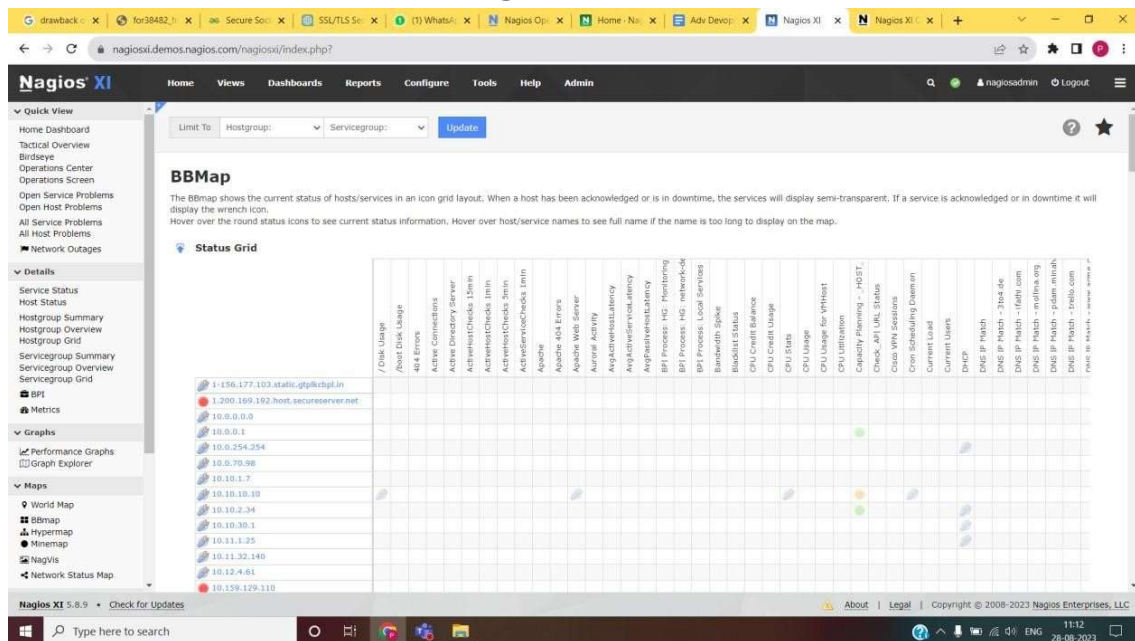 drawback o
for38482_h
Secure Soc
SSL/TLS Se
(1) WhatsA
Nagios Op
Home - Na
Adv Devop
Nagios XI
Nagios XI C
nagiosxi.demos.nagios.com/nagiosxi/index.php?
Nagios XI
Home Views Dashboards Reports Configure Tools Help Admin
nagiosadmin Logout
Quick View
Home Dashboard
Tactical Overview
Birdseye
Operations Center
Operations Screen
Open Service Problems
Open Host Problems
All Service Problems
All Host Problems
Network Outages
Details
Service Status
Host Status
Hostgroup Summary
Hostgroup Overview
Hostgroup Grid
Servicegroup Summary
Servicegroup Overview
Servicegroup Grid
BPI
Metrics
Graphs
Performance Graphs
Graph Explorer
Maps
World Map
BBmap
Hypermap
Minemap
NagVis
Network Status Map
Limit To Hostgroup: Servicegroup: Update
BBMap
The BBmap shows the current status of hosts/services in an icon grid layout. When a host has been acknowledged or is in downtime, the services will display semi-transparent. If a service is acknowledged or in downtime it will
display the wrench icon.
Hover over the round status icons to see current status information. Hover over host/service names to see full name if the name is too long to display on the map.
Status Grid
/ Disk Usage
/boot Disk Usage
404 Errors
Active Connections
Active Directory Server
ActiveHostChecks 15min
ActiveHostChecks 1min
ActiveHostChecks 5min
ActiveServiceChecks 1min
Apache
Apache 404 Errors
Apache Web Server
Auroral Activity
AvgActiveHostLatency
AvgActiveServiceLatency
AvgPassiveHostLatency
BPI Process: HG: Monitoring
BPI Process: HG: network-de
BPI Process: Local Services
Bandwidth Spike
Blacklist Status
CPU Credit Balance
CPU Credit Usage
CPU Stats
CPU Usage
CPU Usage for VMHost
CPU Utilization
Capacity Planning - _HOST_
Check_API URL Status
Cisco VPN Sessions
Cron Scheduling Daemon
Current Load
Current Users
DHCP
DNS IP Match
DNS IP Match - 3to4.de
DNS IP Match - fathi.com
DNS IP Match - mollina.org
DNS IP Match - pdam.minah
DNS IP Match - trello.com
1-156.177.103.static.gtplkcbpl.in
1.200.169.192.host.secureserver.net
10.0.0.0.0
10.0.0.1
10.0.254.254
10.0.70.98
10.10.1.7
10.10.10.10
10.10.2.34
10.10.30.1
10.11.1.25
10.11.32.140
10.12.4.61
10.159.129.110
Nagios XI 5.8.9 • Check for Updates
About | Legal | Copyright © 2008-2023 Nagios Enterprises, LLC
Type here to search
ENG
11:12
28-08-2023